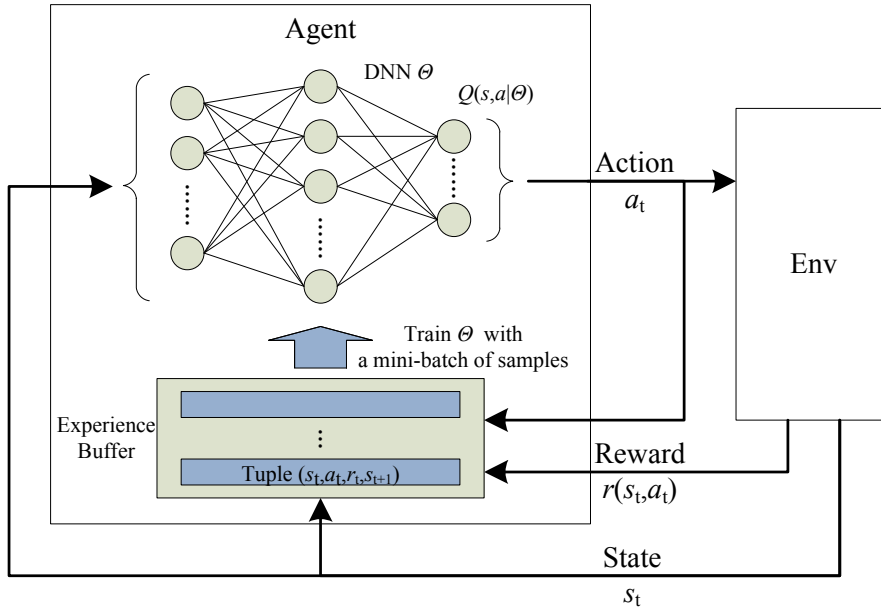 Agent
DNN Θ
Q(s,a|Θ)
Action
a_t
Env
Train Θ with
a mini-batch of samples
Experience
Buffer
Tuple (s_t,a_t,r_t,s_{t+1})
Reward
r(s_t,a_t)
State
s_t